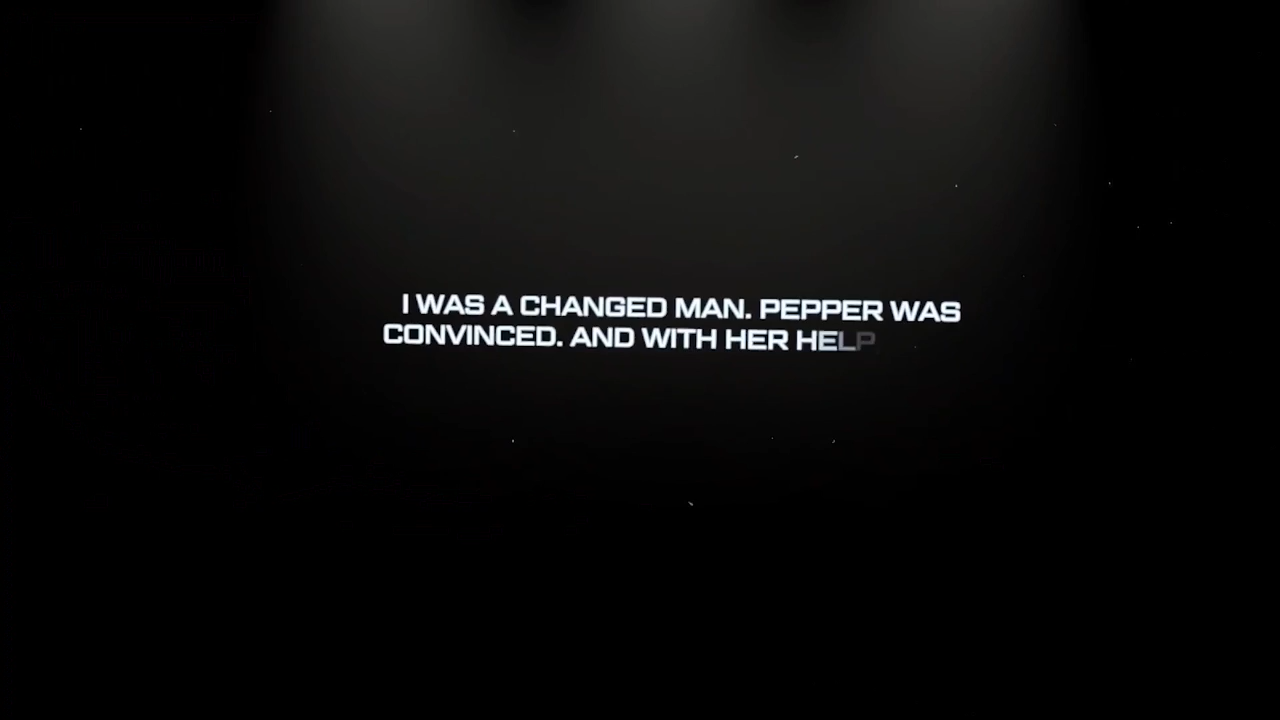 I WAS A CHANGED MAN. PEPPER WAS
CONVINCED. AND WITH HER HELP